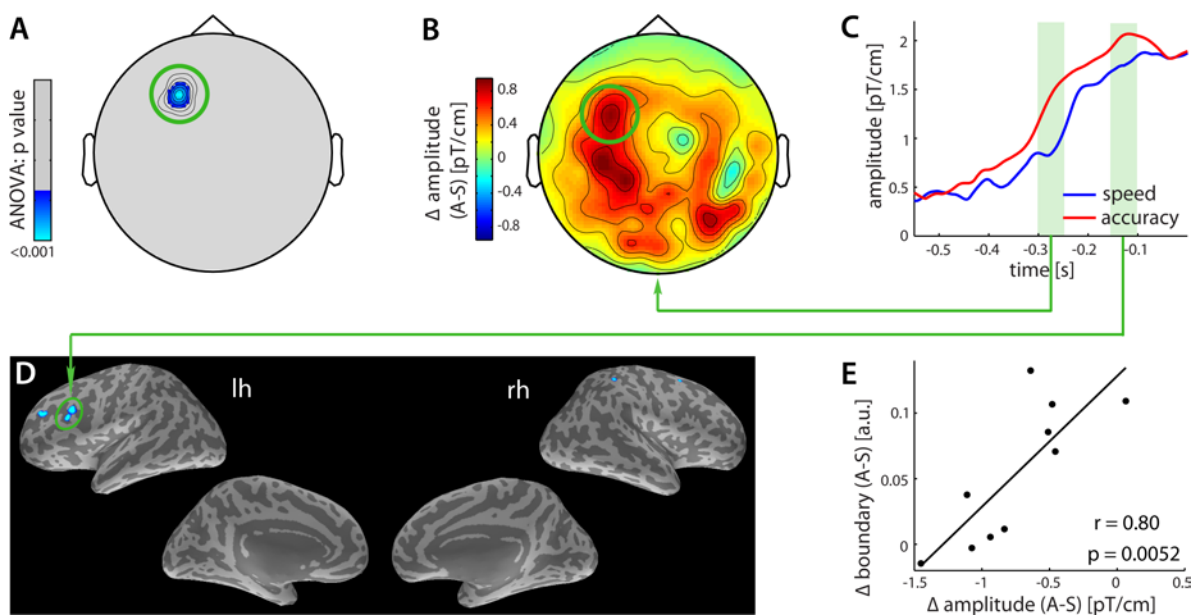 A
ANOVA: p value
<0.001
B
Δ amplitude
(A-S) [pT/cm]
0.8
0.4
0
-0.4
-0.8
C
amplitude [pT/cm]
2
1.5
1
0.5
0
speed
accuracy
-0.5
-0.4
-0.3
-0.2
-0.1
time [s]
D
lh
rh
E
Δ boundary (A-S) [a.u.]
0.1
0.05
0
r = 0.80
p = 0.0052
-1.5
-1
-0.5
0
0.5
Δ amplitude (A-S) [pT/cm]